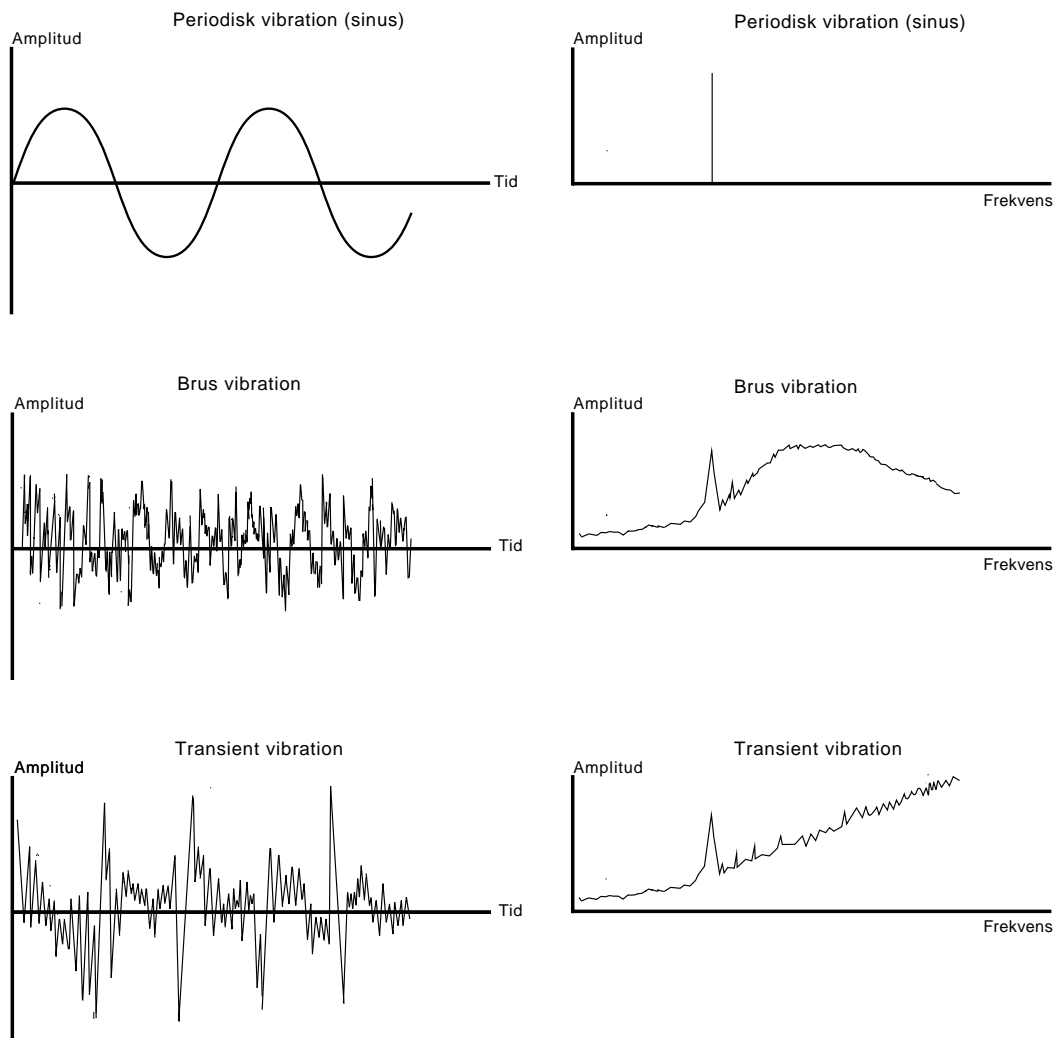 Periodisk vibration (sinus)
Amplitud
Tid
Periodisk vibration (sinus)
Amplitud
Frekvens
Brus vibration
Amplitud
Tid
Brus vibration
Amplitud
Frekvens
Transient vibration
Amplitud
Tid
Transient vibration
Amplitud
Frekvens